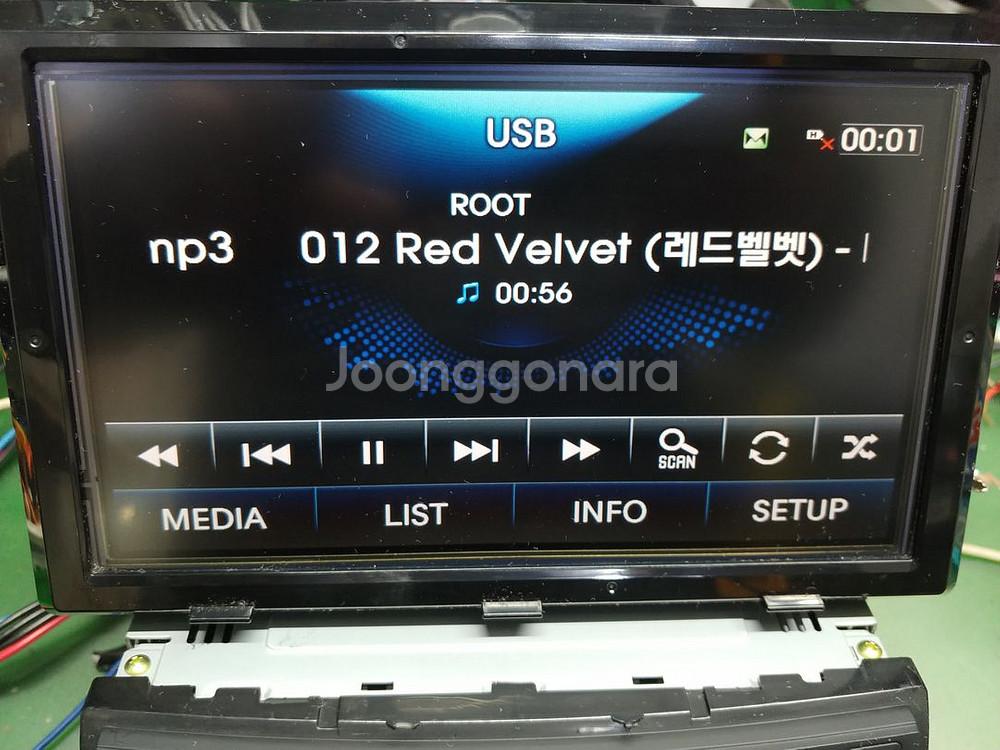 USB
H 00:01
ROOT
np3 012 Red Velvet (레드벨벳) -
00:56
Joonggonara
SCAN
MEDIA LIST INFO SETUP